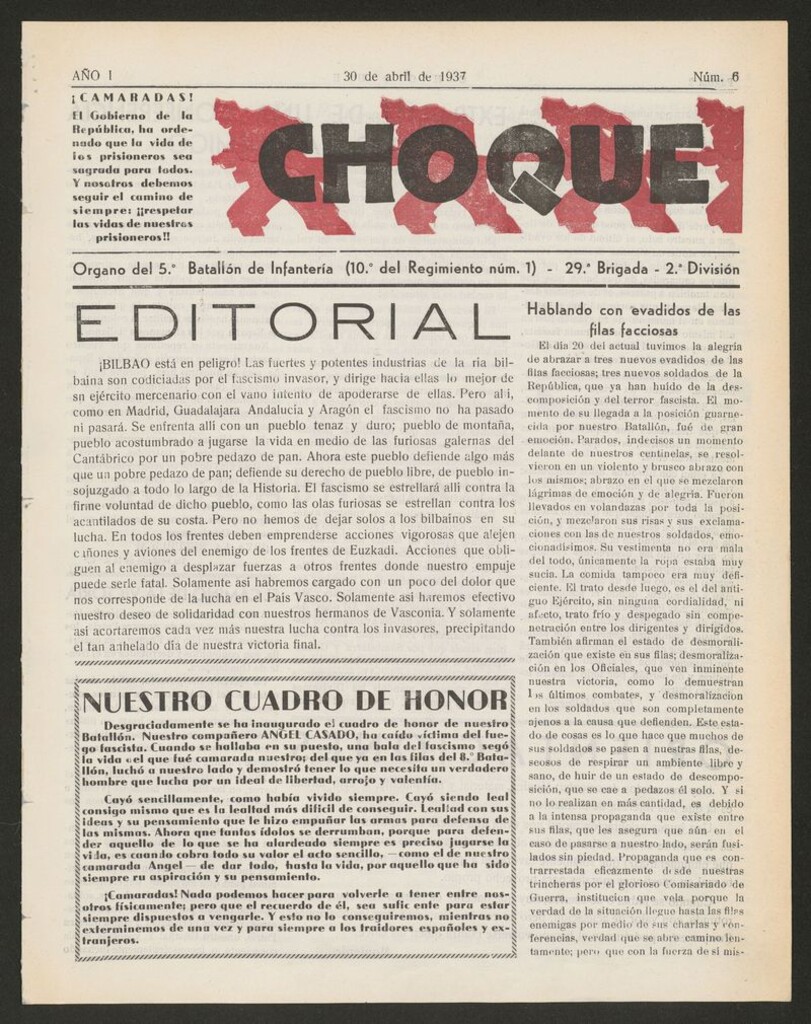 AÑO I
30 de abril de 1937
Núm. 6
¡CAMARADAS!
El Gobierno de la
República, ha orde-
nado que la vida de
los prisioneros sea
sagrada para todos.
Y nosotros debemos
seguir el camino de
siempre: ¡¡respetar
las vidas de nuestros
prisioneros!!
CHOQUE
Organo del 5.º Batallón de Infantería (10.º del Regimiento núm. 1) - 29.ª Brigada - 2.ª División
EDITORIAL
¡BILBAO está en peligro! Las fuertes y potentes industrias de la ria bil-
baina son codiciadas por el fascismo invasor, y dirige hacia ellas lo mejor de
sn ejército mercenario con el vano intento de apoderarse de ellas. Pero alli,
como en Madrid, Guadalajara Andalucia y Aragón el fascismo no ha pasado
ni pasará. Se enfrenta alli con un pueblo tenaz y duro; pueblo de montaña,
pueblo acostumbrado a jugarse la vida en medio de las furiosas galernas del
Cantábrico por un pobre pedazo de pan. Ahora este pueblo defiende algo más
que un pobre pedazo de pan; defiende su derecho de pueblo libre, de pueblo in-
sojuzgado a todo lo largo de la Historia. El fascismo se estrellará alli contra la
firme voluntad de dicho pueblo, como las olas furiosas se estrellan contra los
acantilados de su costa. Pero no hemos de dejar solos a los bilbainos en su
lucha. En todos los frentes deben emprenderse acciones vigorosas que alejen
cañones y aviones del enemigo de los frentes de Euzkadi. Acciones que obli-
guen al enemigo a desplazar fuerzas a otros frentes donde nuestro empuje
puede serle fatal. Solamente asi habremos cargado con un poco del dolor que
nos corresponde de la lucha en el Pais Vasco. Solamente asi haremos efectivo
nuestro deseo de solidaridad con nuestros hermanos de Vasconia. Y solamente
asi acortaremos cada vez más nuestra lucha contra los invasores, precipitando
el tan anhelado dia de nuestra victoria final.
NUESTRO CUADRO DE HONOR
Desgraciadamente se ha inaugurado el cuadro de honor de nuestro
Batallón. Nuestro compañero ANGEL CASADO, ha caído víctima del fue-
go fascista. Cuando se hallaba en su puesto, una bala del fascismo segó
la vida del que fué camarada nuestro; del que ya en las filas del 8.º Bata-
llón, luchó a nuestro lado y demostró tener lo que necesita un verdadero
hombre que lucha por un ideal de libertad, arrojo y valentía.
Cayó sencillamente, como había vivido siempre. Cayó siendo leal
consigo mismo que es la lealtad más difícil de conseguir. Lealtad con sus
ideas y su pensamiento que le hizo empuñar las armas para defensa de
las mismas. Ahora que tantos ídolos se derrumban, porque para defen-
der aquello de lo que se ha alardeado siempre es preciso jugarse la
vida, es cuando cobra todo su valor el acto sencillo, —como el de nuestro
camarada Angel— de dar todo, hasta la vida, por aquello que ha sido
siempre su aspiración y su pensamiento.
¡Camaradas! Nada podemos hacer para volverle a tener entre nos-
otros físicamente; pero que el recuerdo de él, sea suficiente para estar
siempre dispuestos a vengarle. Y esto no lo conseguiremos, mientras no
exterminemos de una vez y para siempre a los traidores españoles y ex-
tranjeros.
Hablando con evadidos de las
filas facciosas
El día 20 del actual tuvimos la alegría
de abrazar a tres nuevos evadidos de las
filas facciosas; tres nuevos soldados de la
República, que ya han huído de la des-
composición y del terror fascista. El mo-
mento de su llegada a la posición guarne-
cida por nuestro Batallón, fué de gran
emoción. Parados, indecisos un momento
delante de nuestros centinelas, se resol-
vieron en un violento y brusco abrazo con
los mismos; abrazo en el que se mezclaron
lágrimas de emoción y de alegria. Fueron
llevados en volandazas por toda la posi-
ción, y mezclaron sus risas y sus exclama-
ciones con las de nuestros soldados, emo-
cionadísimos. Su vestimenta no era mala
del todo, únicamente la ropa estaba muy
sucia. La comida tampoco era muy defi-
ciente. El trato desde luego, es el del anti-
guo Ejército, sin ninguna cordialidad, ni
afecto, trato frío y despegado sin compe-
netración entre los dirigentes y dirigidos.
También afirman el estado de desmorali-
zación que existe en sus filas; desmoraliza-
ción en los Oficiales, que ven inminente
nuestra victoria, como lo demuestran
los últimos combates, y desmoralizacion
en los soldados que son completamente
ajenos a la causa que defienden. Este esta-
do de cosas es lo que hace que muchos de
sus soldados se pasen a nuestras filas, de-
seosos de respirar un ambiente libre y
sano, de huir de un estado de descompo-
sición, que se cae a pedazos él solo. Y si
no lo realizan en más cantidad, es debido
a la intensa propaganda que existe entre
sus filas, que les asegura que aún en el
caso de pasarse a nuestro lado, serán fusi-
lados sin piedad. Propaganda que es con-
trarrestada eficazmente desde nuestras
trincheras por el glorioso Comisariado de
Guerra, institucion que vela porque la
verdad de la situación llegue hasta las filas
enemigas por medio de sus charlas y con-
ferencias, verdad que se abre camino len-
tamente; pero que con la fuerza de si mis-